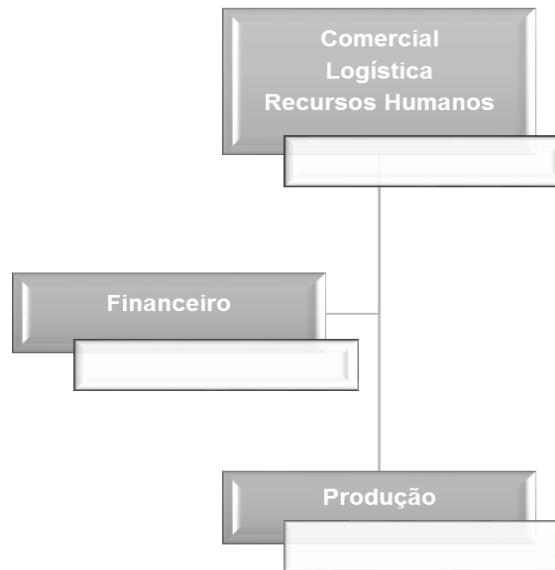 Comercial
Logística
Recursos Humanos
Financeiro
Produção